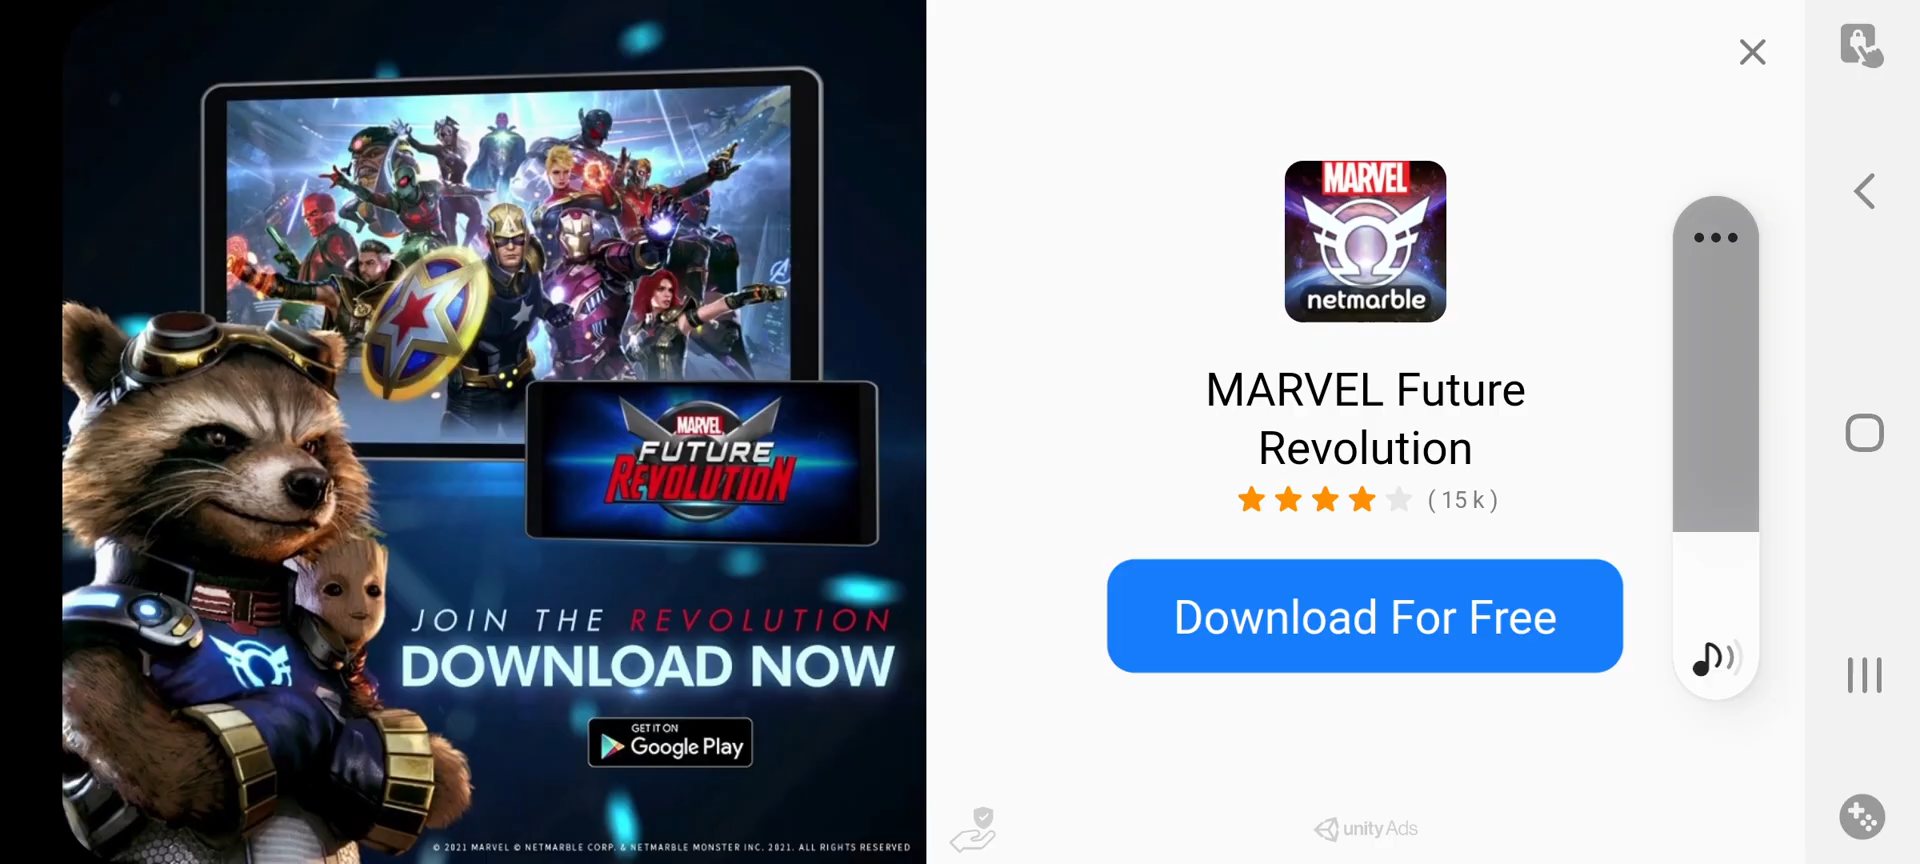 MARVEL
FUTURE
REVOLUTION
JOIN THE REVOLUTION
DOWNLOAD NOW
GET IT ON
Google Play
© 2021 MARVEL © NETMARBLE CORP. & NETMARBLE MONSTER INC. 2021. ALL RIGHTS RESERVED
MARVEL
netmarble
MARVEL Future
Revolution
( 15 k )
Download For Free
unity Ads